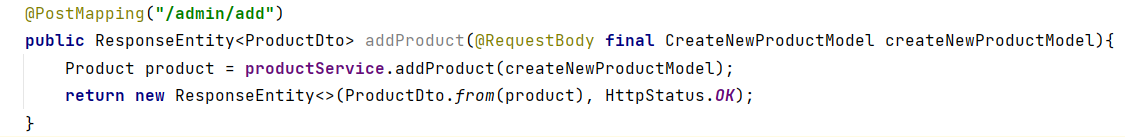 @PostMapping("/admin/add")
public ResponseEntity<ProductDto> addProduct(@RequestBody final CreateNewProductModel createNewProductModel){
    Product product = productService.addProduct(createNewProductModel);
    return new ResponseEntity<>(ProductDto.from(product), HttpStatus.OK);
}